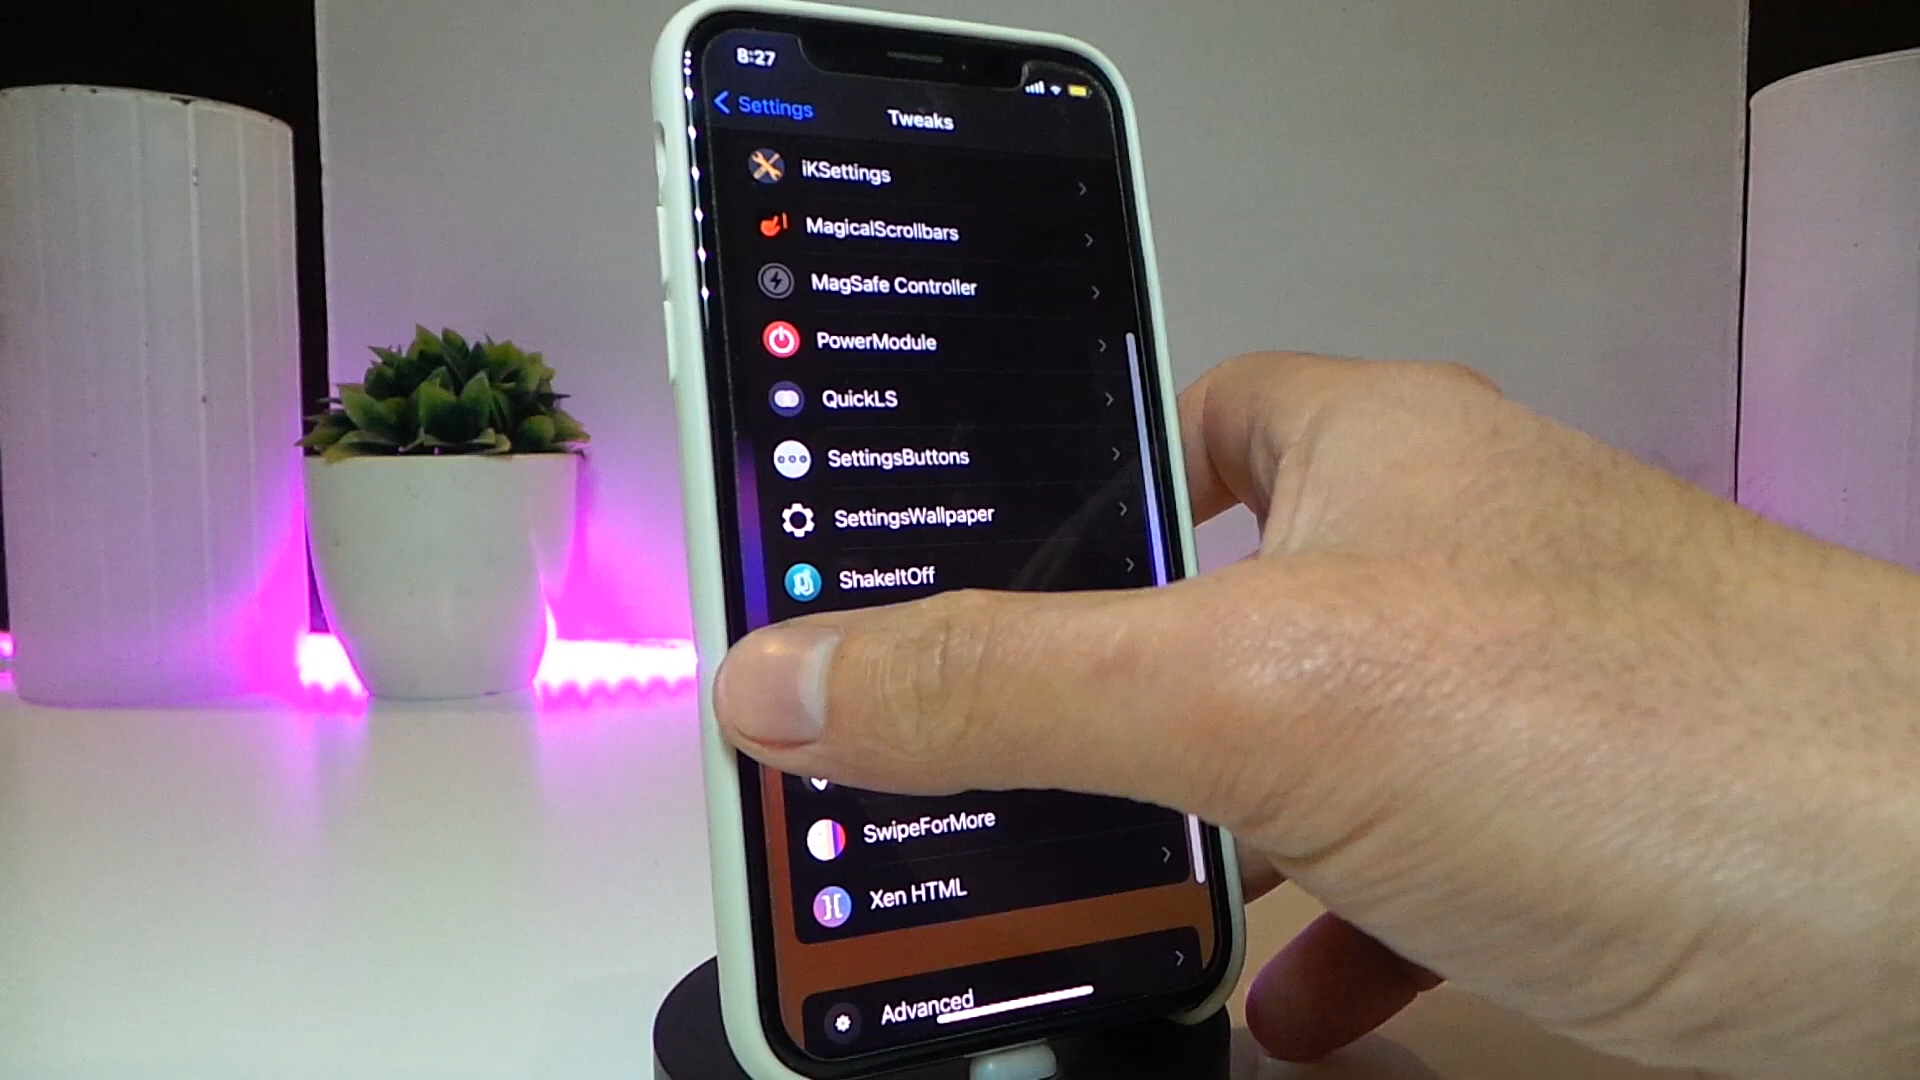 8:27
Settings
Tweaks
iKSettings
MagicalScrollbars
MagSafe Controller
PowerModule
QuickLS
SettingsButtons
SettingsWallpaper
ShakeItOff
SwipeForMore
Xen HTML
Advanced